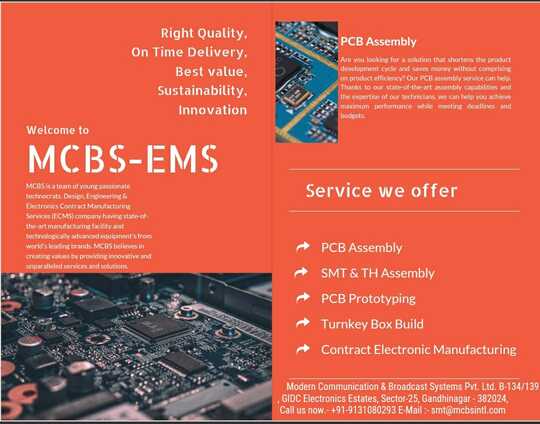 Right Quality,
On Time Delivery,
Best value,
Sustainability,
Innovation
Welcome to
MCBS-EMS
MCBS is a team of young passionate
technocrats. Design, Engineering &
Electronics Contract Manufacturing
Services (ECMS) company having state-of-
the-art manufacturing facility and
technologically advanced equipment's from
world's leading brands. MCBS believes in
creating values by providing innovative and
unparalleled services and solutions.
PCB Assembly
Are you looking for a solution that shortens the product
development cycle and saves money without comprising
on product efficiency? Our PCB assembly service can help.
Thanks to our state-of-the-art assembly capabilities and
the expertise of our technicians, we can help you achieve
maximum performance while meeting deadlines and
budgets.
Service we offer
PCB Assembly
SMT & TH Assembly
PCB Prototyping
Turnkey Box Build
Contract Electronic Manufacturing
Modern Communication & Broadcast Systems Pvt. Ltd. B-134/139
, GIDC Electronics Estates, Sector-25, Gandhinagar - 382024,
Call us now.- +91-9131080293 E-Mail :- smt@mcbsintl.com